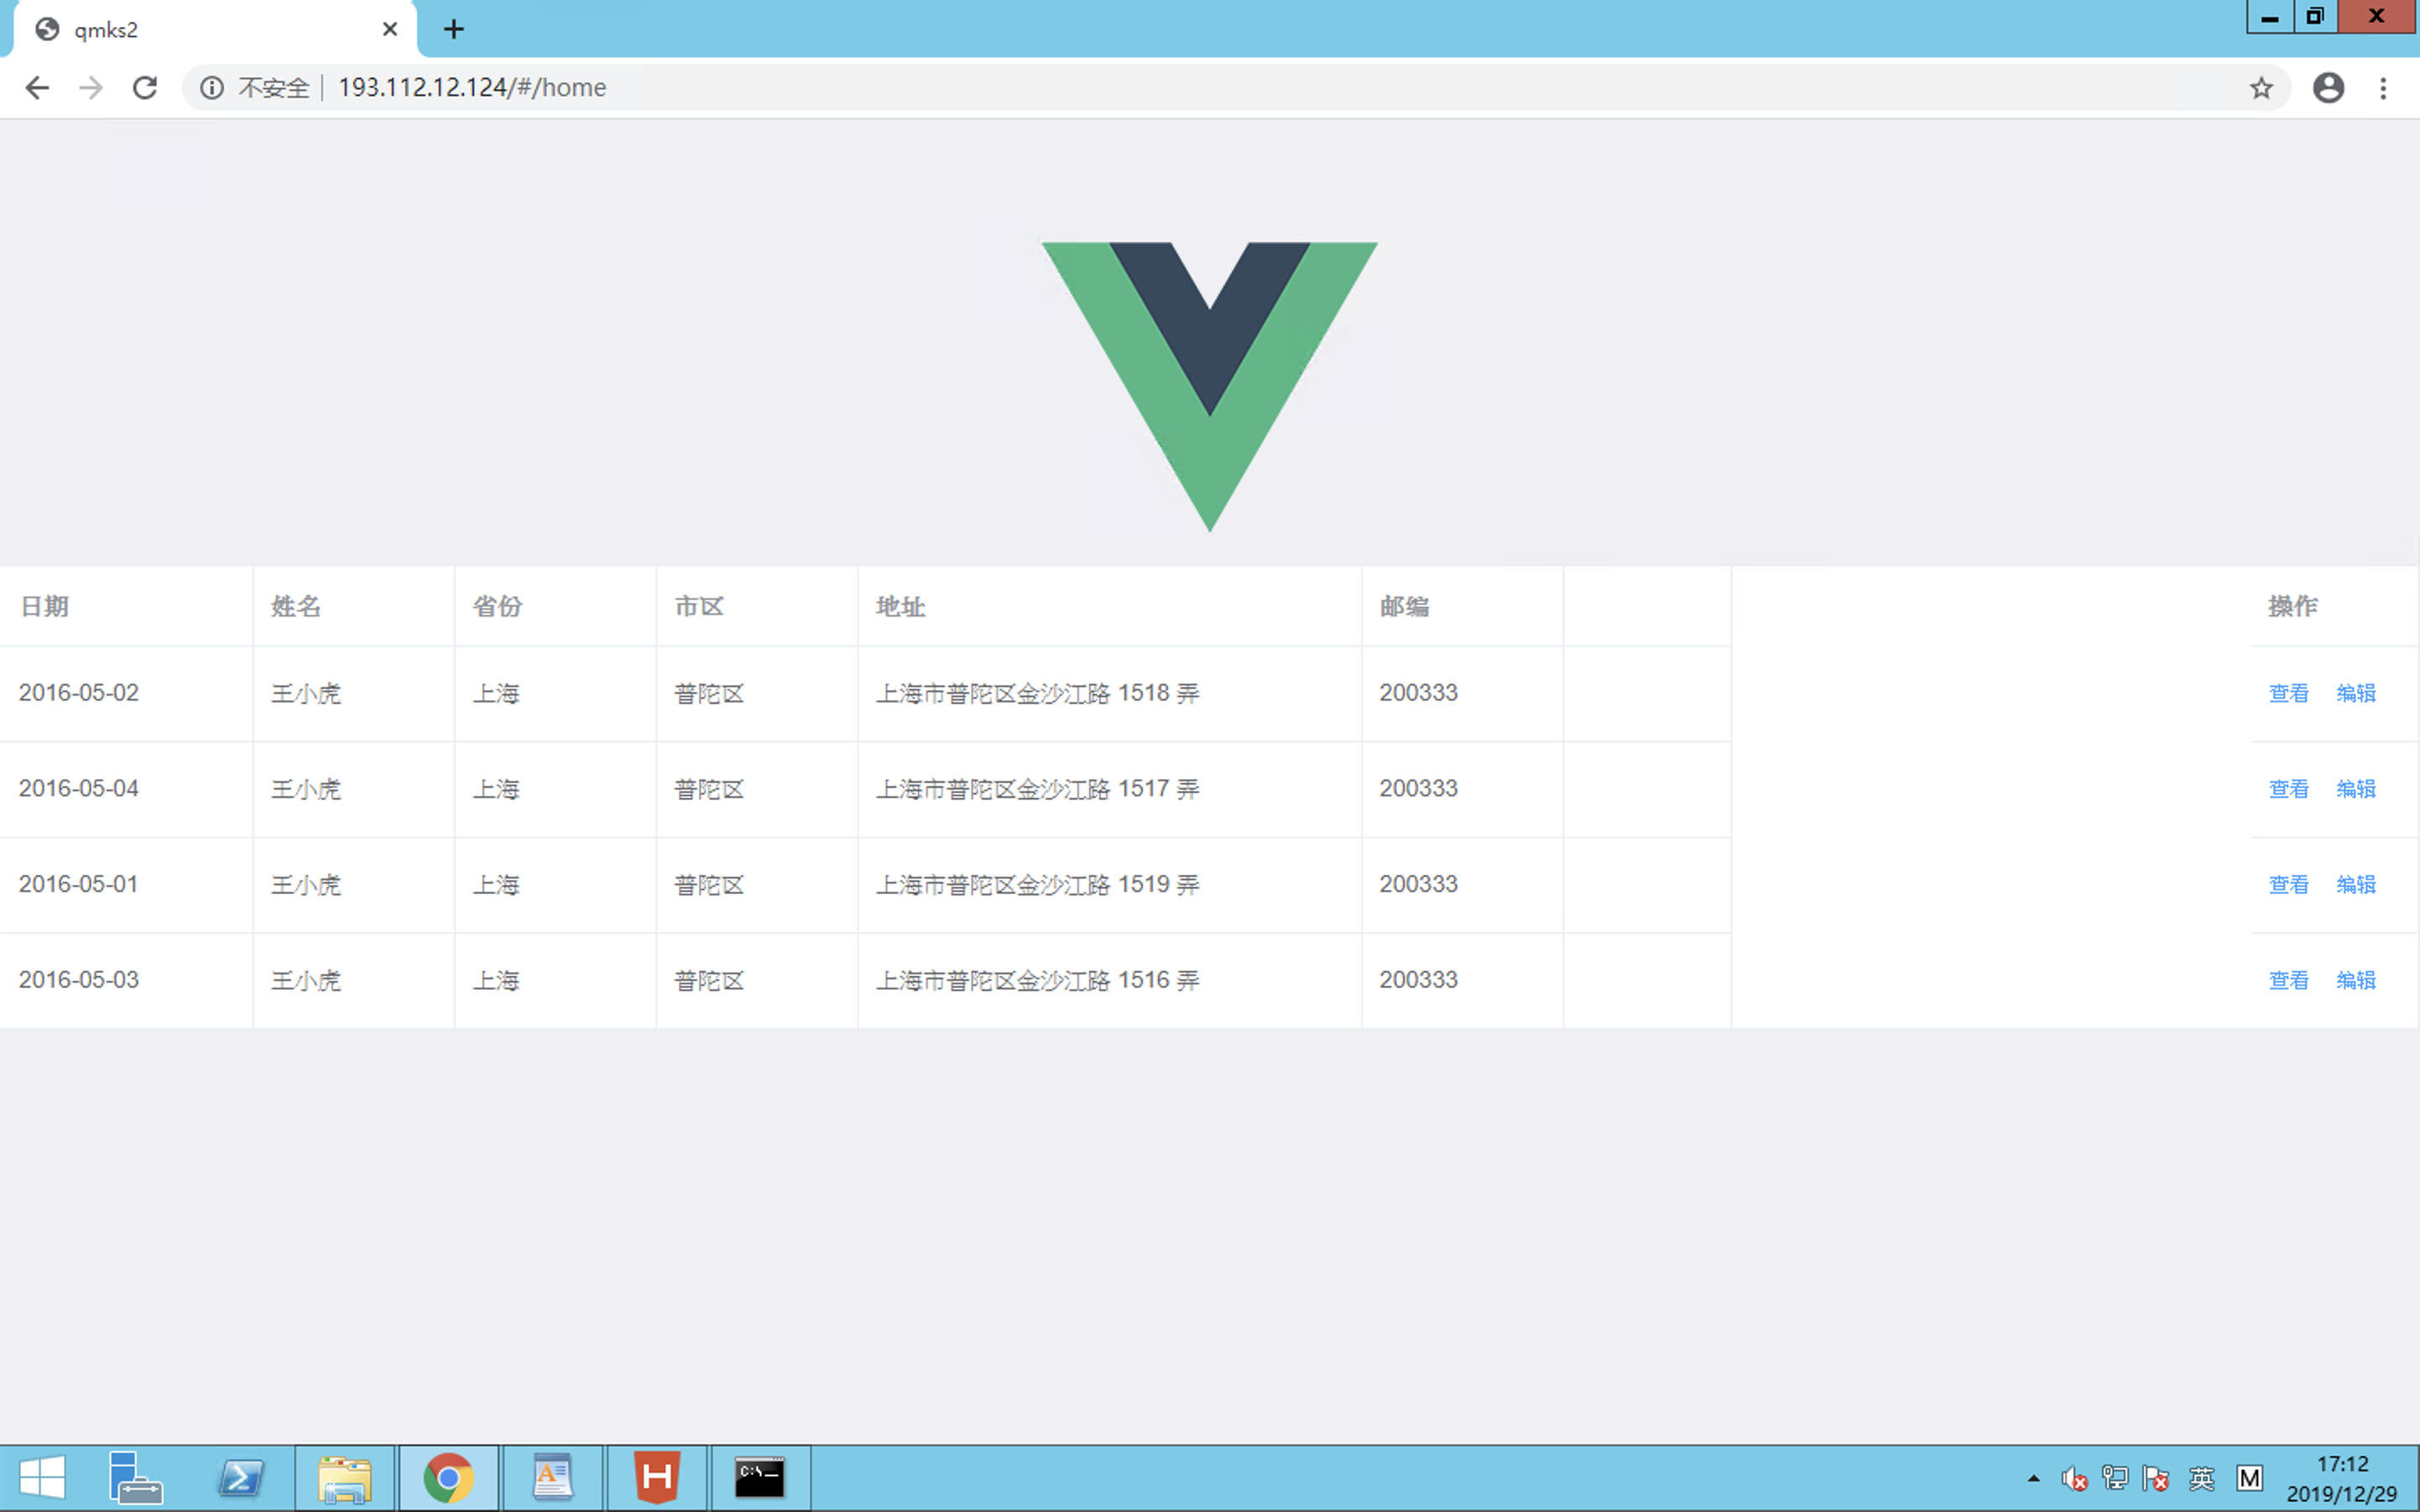 qmks2
不安全 193.112.12.124/#/home
日期 姓名 省份 市区 地址 邮编 操作
2016-05-02 王小虎 上海 普陀区 上海市普陀区金沙江路 1518 弄 200333 查看 编辑
2016-05-04 王小虎 上海 普陀区 上海市普陀区金沙江路 1517 弄 200333 查看 编辑
2016-05-01 王小虎 上海 普陀区 上海市普陀区金沙江路 1519 弄 200333 查看 编辑
2016-05-03 王小虎 上海 普陀区 上海市普陀区金沙江路 1516 弄 200333 查看 编辑
英 M 17:12
2019/12/29